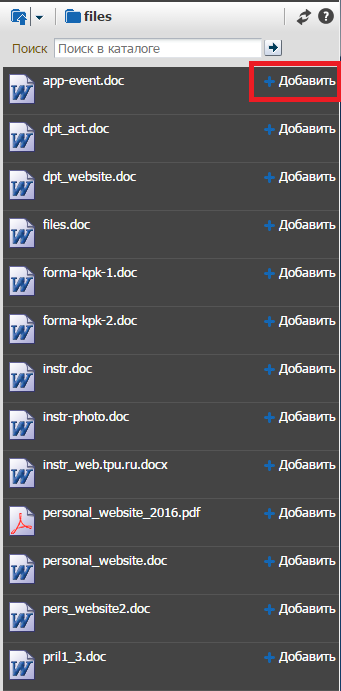 files
Поиск Поиск в каталоге
app-event.doc Добавить
dpt_act.doc Добавить
dpt_website.doc Добавить
files.doc Добавить
forma-kpk-1.doc Добавить
forma-kpk-2.doc Добавить
instr.doc Добавить
instr-photo.doc Добавить
instr_web.tpu.ru.docx Добавить
personal_website_2016.pdf Добавить
personal_website.doc Добавить
pers_website2.doc Добавить
pril1_3.doc Добавить